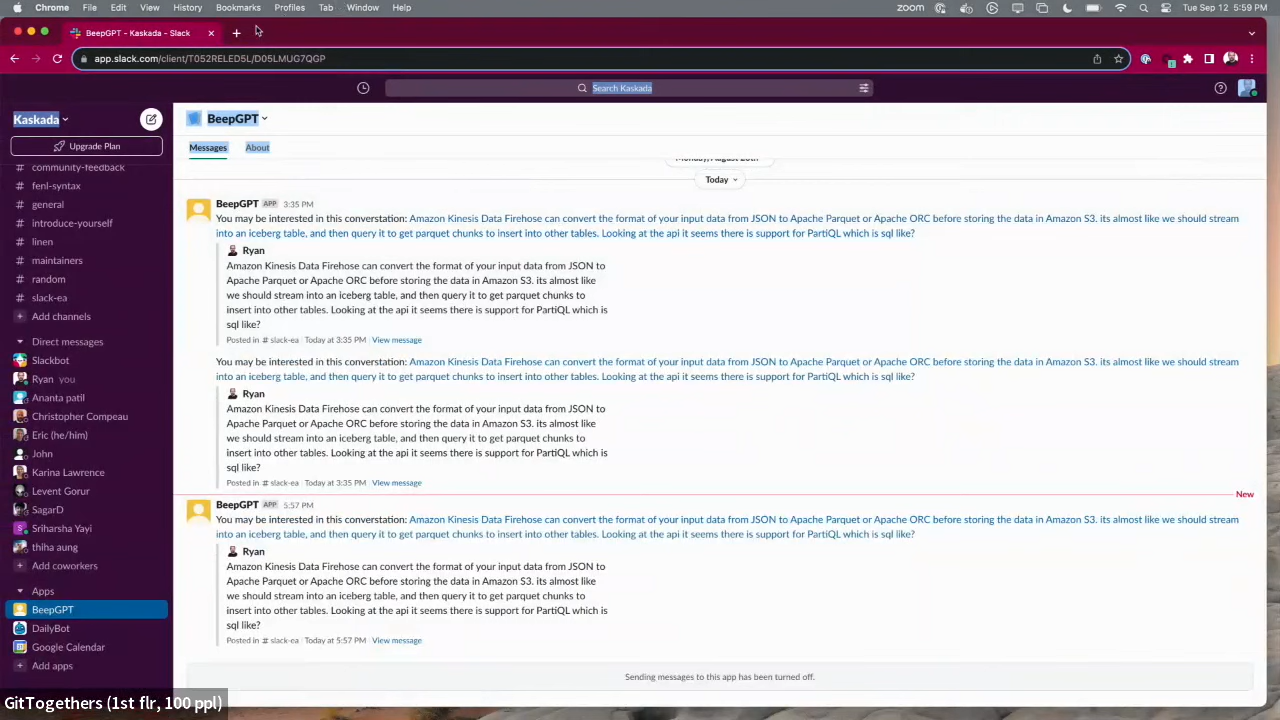 Chrome File Edit View History Bookmarks Profiles Tab Window Help
zoom Tue Sep 12 5:59 PM
BeepGPT - Kaskada - Slack
app.slack.com/client/T052RELED5L/D05LMUG7QGP
Search Kaskada
Kaskada
Upgrade Plan
# community-feedback
# fenl-syntax
# general
# introduce-yourself
# linen
# maintainers
# random
# slack-ea
+ Add channels
Direct messages
Slackbot
Ryan you
Ananta patil
Christopher Compeau
Eric (he/him)
John
Karina Lawrence
Levent Gorur
SagarD
Sriharsha Yayi
thiha aung
+ Add coworkers
Apps
BeepGPT
DailyBot
Google Calendar
+ Add apps
BeepGPT
Messages About
Today
BeepGPT APP 3:35 PM
You may be interested in this converstation: Amazon Kinesis Data Firehose can convert the format of your input data from JSON to Apache Parquet or Apache ORC before storing the data in Amazon S3. its almost like we should stream
into an iceberg table, and then query it to get parquet chunks to insert into other tables. Looking at the api it seems there is support for PartiQL which is sql like?
Ryan
Amazon Kinesis Data Firehose can convert the format of your input data from JSON to
Apache Parquet or Apache ORC before storing the data in Amazon S3. its almost like
we should stream into an iceberg table, and then query it to get parquet chunks to
insert into other tables. Looking at the api it seems there is support for PartiQL which is
sql like?
Posted in # slack-ea Today at 3:35 PM View message
You may be interested in this converstation: Amazon Kinesis Data Firehose can convert the format of your input data from JSON to Apache Parquet or Apache ORC before storing the data in Amazon S3. its almost like we should stream
into an iceberg table, and then query it to get parquet chunks to insert into other tables. Looking at the api it seems there is support for PartiQL which is sql like?
Ryan
Amazon Kinesis Data Firehose can convert the format of your input data from JSON to
Apache Parquet or Apache ORC before storing the data in Amazon S3. its almost like
we should stream into an iceberg table, and then query it to get parquet chunks to
insert into other tables. Looking at the api it seems there is support for PartiQL which is
sql like?
Posted in # slack-ea Today at 3:35 PM View message
New
BeepGPT APP 5:57 PM
You may be interested in this converstation: Amazon Kinesis Data Firehose can convert the format of your input data from JSON to Apache Parquet or Apache ORC before storing the data in Amazon S3. its almost like we should stream
into an iceberg table, and then query it to get parquet chunks to insert into other tables. Looking at the api it seems there is support for PartiQL which is sql like?
Ryan
Amazon Kinesis Data Firehose can convert the format of your input data from JSON to
Apache Parquet or Apache ORC before storing the data in Amazon S3. its almost like
we should stream into an iceberg table, and then query it to get parquet chunks to
insert into other tables. Looking at the api it seems there is support for PartiQL which is
sql like?
Posted in # slack-ea Today at 5:57 PM View message
Sending messages to this app has been turned off.
GitTogethers (1st flr, 100 ppl)